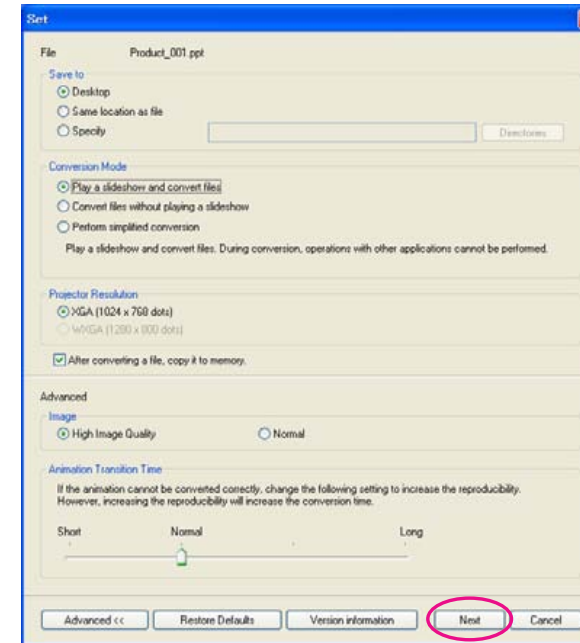 Set
File Product_001.ppt
Save to
Desktop
Same location as file
Specify Directories
Conversion Mode
Play a slideshow and convert files
Convert files without playing a slideshow
Perform simplified conversion
Play a slideshow and convert files. During conversion, operations with other applications cannot be performed.
Projector Resolution
XGA (1024 x 768 dots)
WXGA (1280 x 800 dots)
After converting a file, copy it to memory.
Advanced
Image
High Image Quality Normal
Animation Transition Time
If the animation cannot be converted correctly, change the following setting to increase the reproducibility.
However, increasing the reproducibility will increase the conversion time.
Short Normal Long
Advanced << Restore Defaults Version information Next Cancel